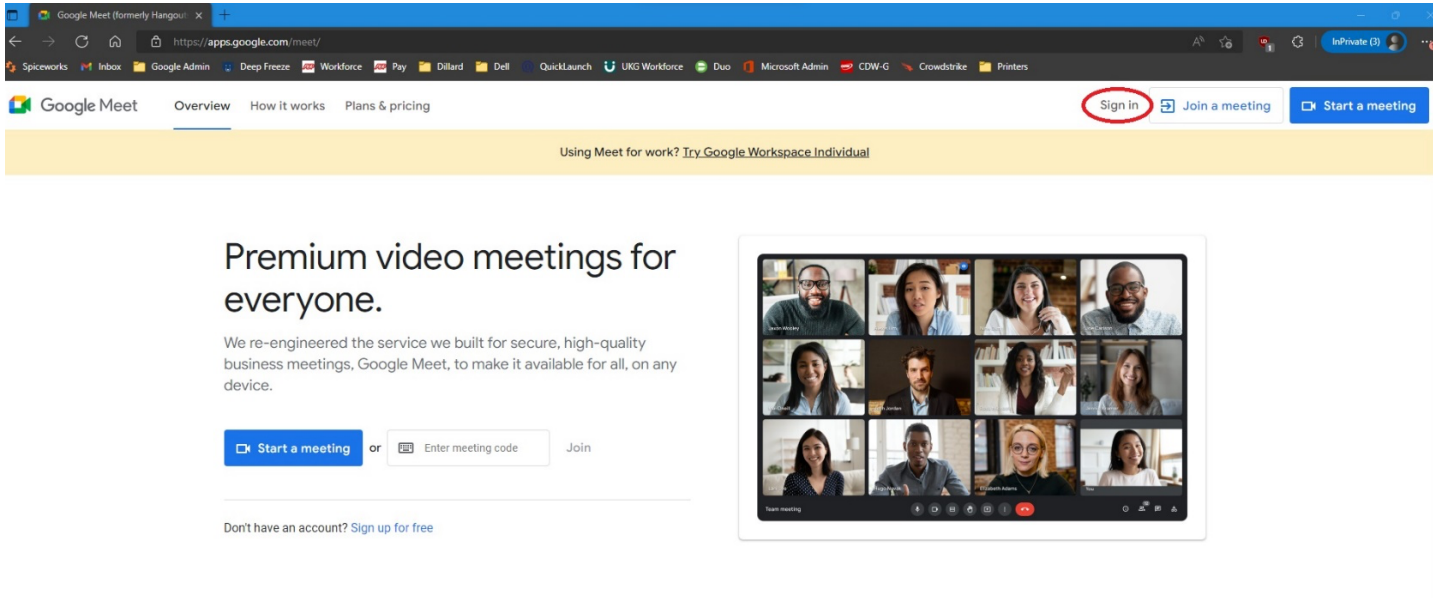 Google Meet (formerly Hangout
https://apps.google.com/meet/
InPrivate (3)
Spiceworks Inbox Google Admin Deep Freeze Workforce Pay Dillard Dell QuickLaunch UKG Workforce Duo Microsoft Admin CDW-G Crowdstrike Printers
Google Meet Overview How it works Plans & pricing Sign in Join a meeting Start a meeting
Using Meet for work? Try Google Workspace Individual
Premium video meetings for
everyone.
We re-engineered the service we built for secure, high-quality
business meetings, Google Meet, to make it available for all, on any
device.
Start a meeting or Enter meeting code Join
Don't have an account? Sign up for free
Elizabeth Adams
You
Team meeting